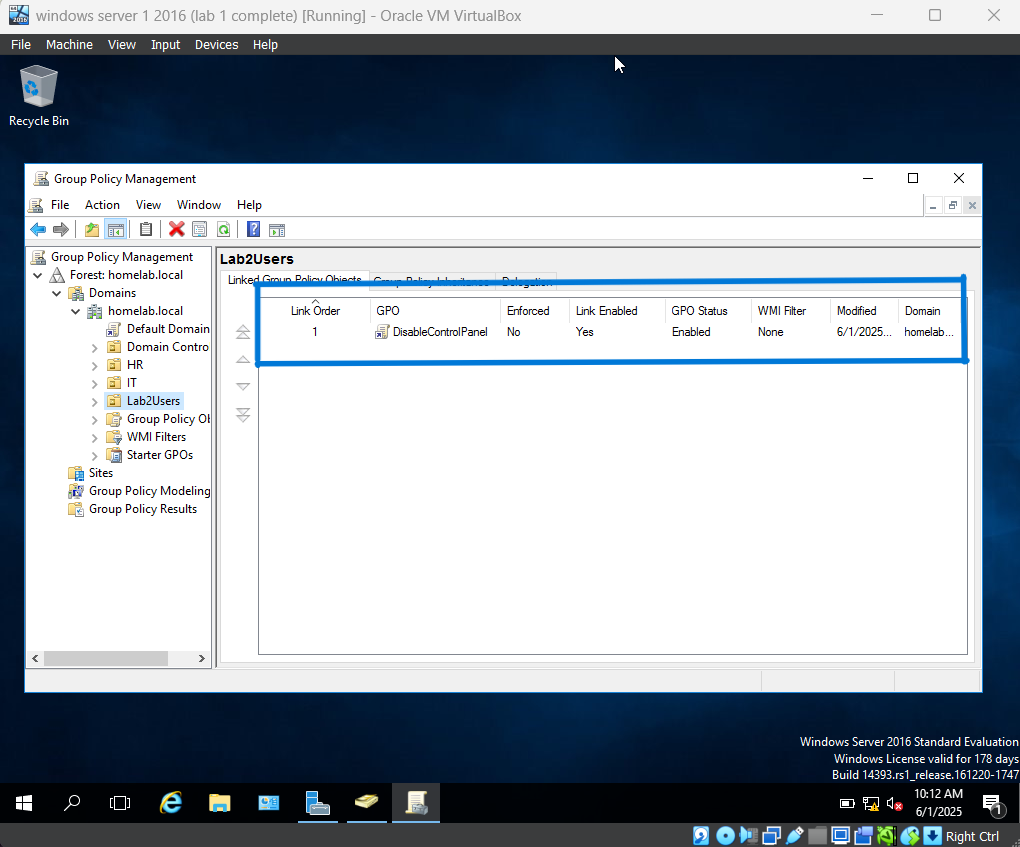 windows server 1 2016 (lab 1 complete) [Running] - Oracle VM VirtualBox
File Machine View Input Devices Help
Recycle Bin
Group Policy Management
File Action View Window Help
Group Policy Management
Forest: homelab.local
Domains
homelab.local
Default Domain
Domain Contro
HR
IT
Lab2Users
Group Policy Ob
WMI Filters
Starter GPOs
Sites
Group Policy Modeling
Group Policy Results
Lab2Users
Linked Group Policy Objects Group Policy Inheritance Delegation
Link Order GPO Enforced Link Enabled GPO Status WMI Filter Modified Domain
1 DisableControlPanel No Yes Enabled None 6/1/2025... homelab...
Windows Server 2016 Standard Evaluation
Windows License valid for 178 days
Build 14393.rs1_release.161220-1747
10:12 AM
6/1/2025
1
Right Ctrl